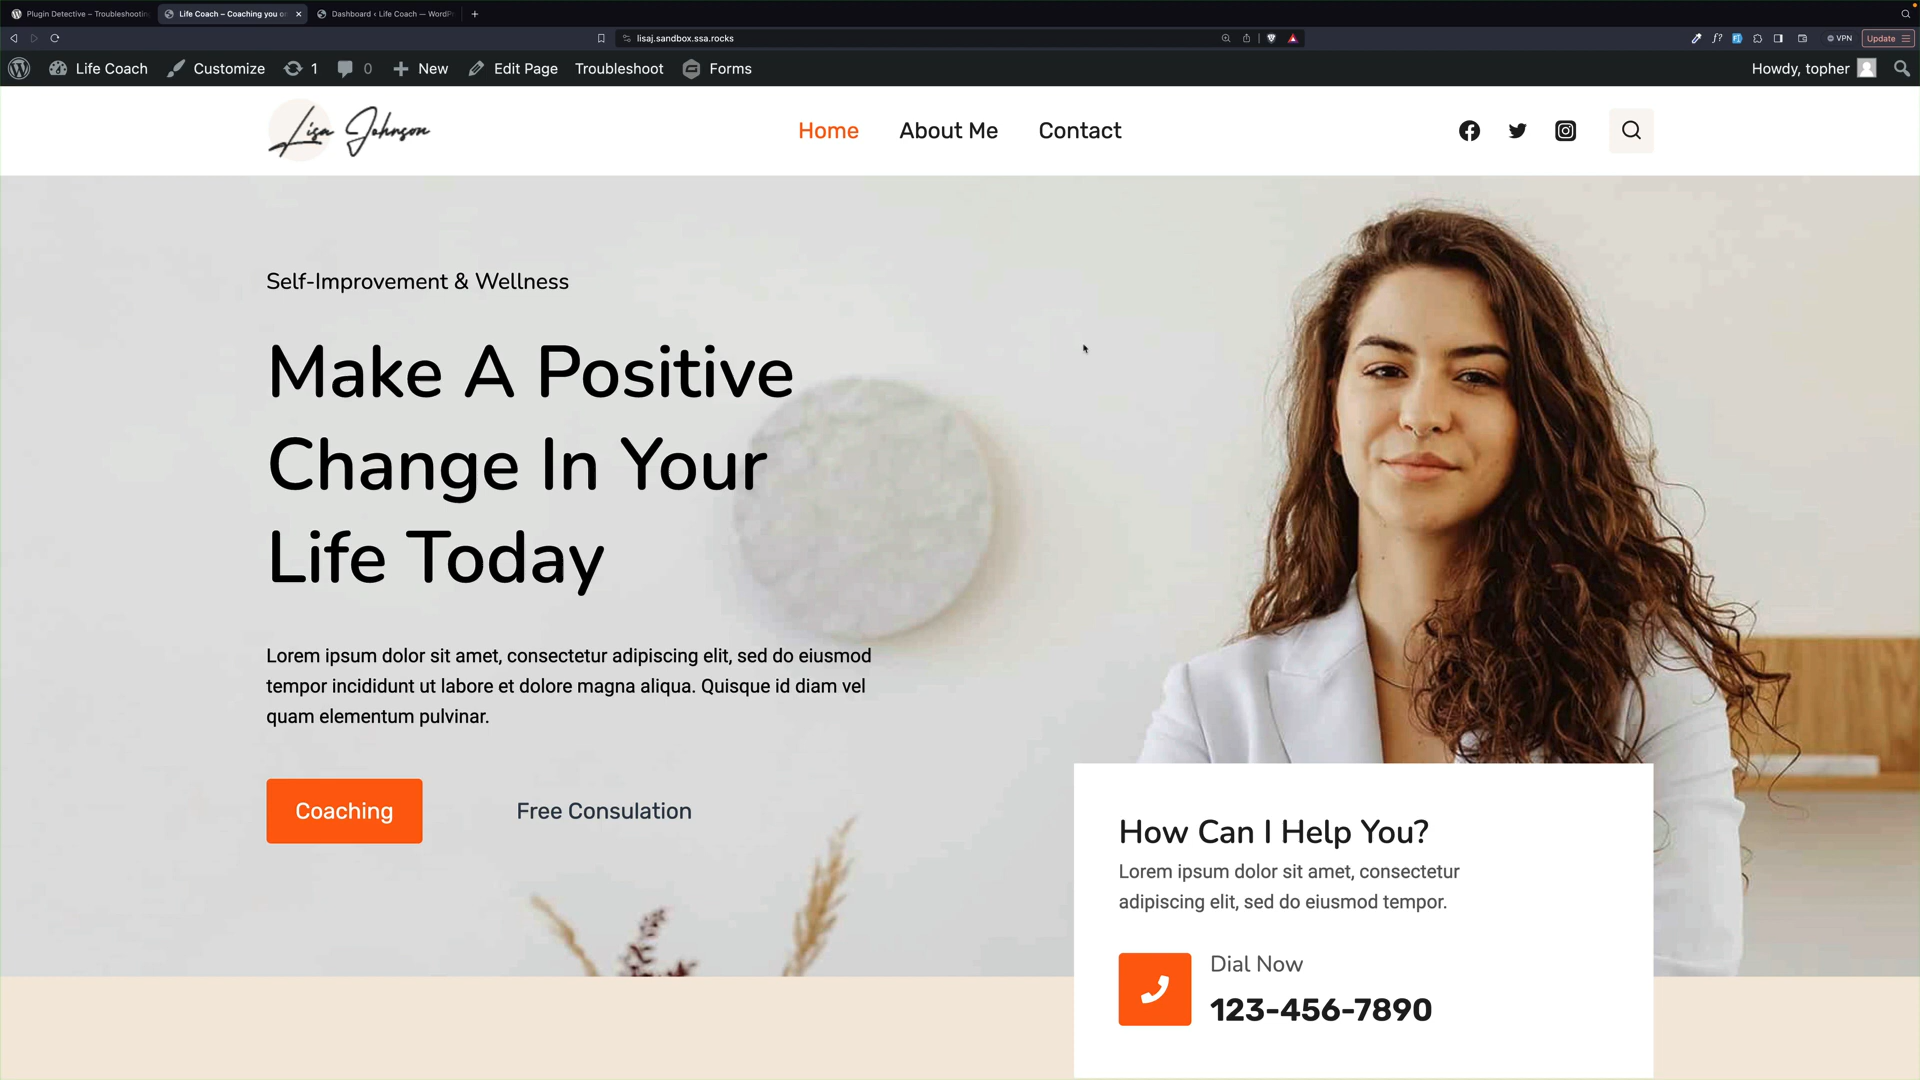 Plugin Detective – Troubleshooting
Life Coach – Coaching you
Dashboard ‹ Life Coach — WordP
lisaj.sandbox.ssa.rocks
VPN
Update
Life Coach
Customize
1
0
New
Edit Page
Troubleshoot
Forms
Howdy, topher
Lisa Johnson
Home
About Me
Contact
Self-Improvement & Wellness
Make A Positive
Change In Your
Life Today
Lorem ipsum dolor sit amet, consectetur adipiscing elit, sed do eiusmod
tempor incididunt ut labore et dolore magna aliqua. Quisque id diam vel
quam elementum pulvinar.
Coaching
Free Consulation
How Can I Help You?
Lorem ipsum dolor sit amet, consectetur
adipiscing elit, sed do eiusmod tempor.
Dial Now
123-456-7890